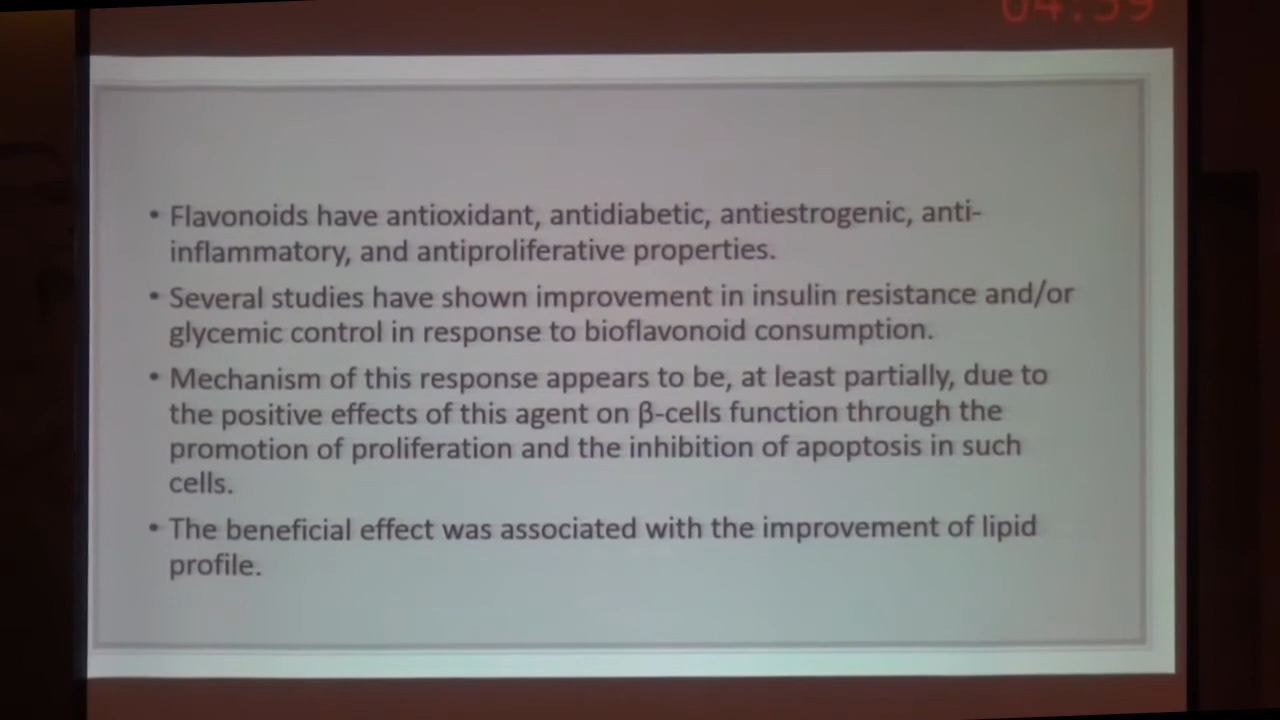 04:59
• Flavonoids have antioxidant, antidiabetic, antiestrogenic, anti-
inflammatory, and antiproliferative properties.
• Several studies have shown improvement in insulin resistance and/or
glycemic control in response to bioflavonoid consumption.
• Mechanism of this response appears to be, at least partially, due to
the positive effects of this agent on β-cells function through the
promotion of proliferation and the inhibition of apoptosis in such
cells.
• The beneficial effect was associated with the improvement of lipid
profile.